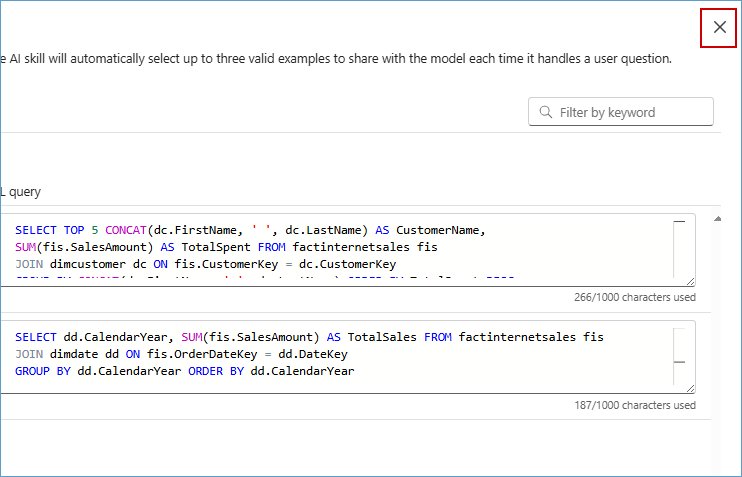 e AI skill will automatically select up to three valid examples to share with the model each time it handles a user question.
Filter by keyword
L query
SELECT TOP 5 CONCAT(dc.FirstName, ' ', dc.LastName) AS CustomerName,
SUM(fis.SalesAmount) AS TotalSpent FROM factinternetsales fis
JOIN dimcustomer dc ON fis.CustomerKey = dc.CustomerKey
266/1000 characters used
SELECT dd.CalendarYear, SUM(fis.SalesAmount) AS TotalSales FROM factinternetsales fis
JOIN dimdate dd ON fis.OrderDateKey = dd.DateKey
GROUP BY dd.CalendarYear ORDER BY dd.CalendarYear
187/1000 characters used